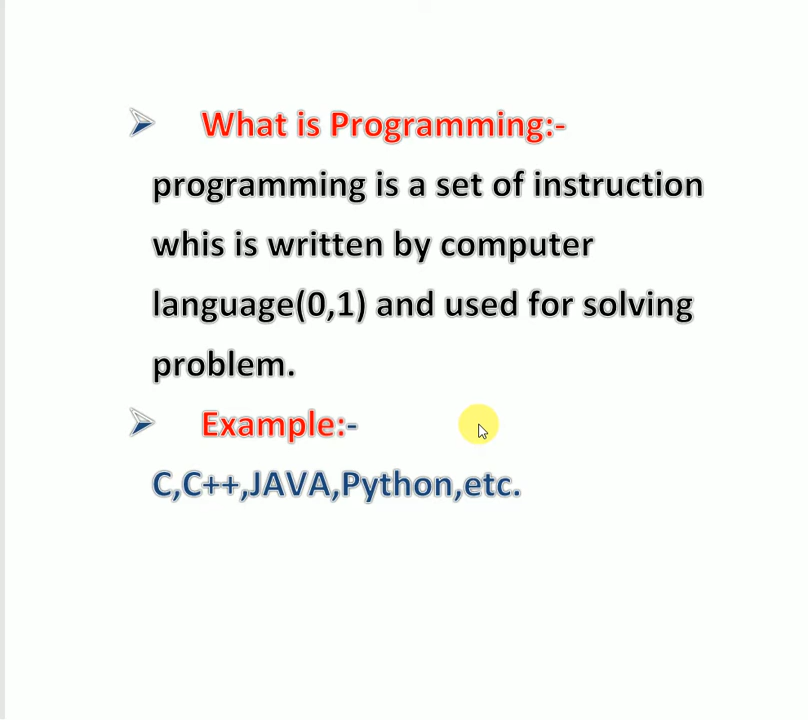 What is Programming:-
programming is a set of instruction
whis is written by computer
language(0,1) and used for solving
problem.
Example:-
C,C++,JAVA,Python,etc.